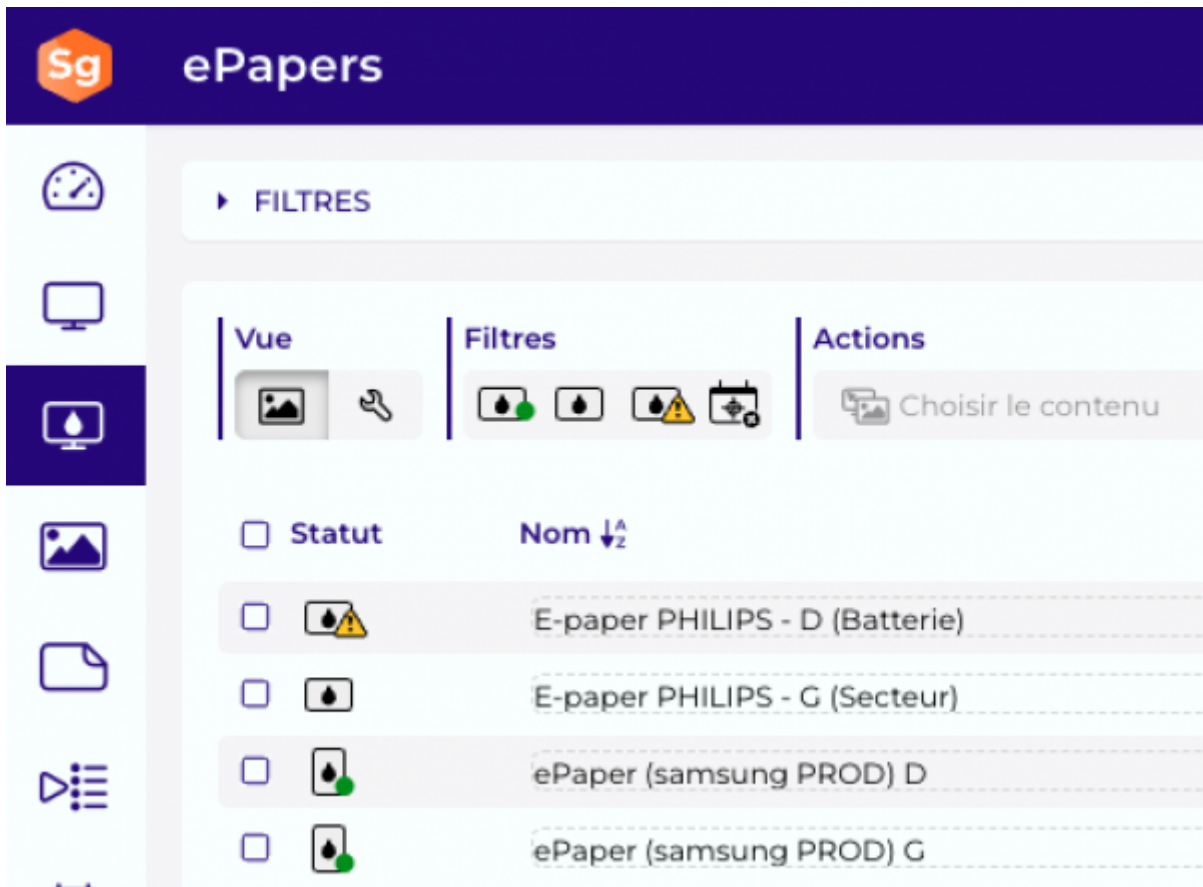 Sg ePapers
FILTRES
Vue Filtres Actions
Choisir le contenu
Statut Nom
E-paper PHILIPS - D (Batterie)
E-paper PHILIPS - G (Secteur)
ePaper (samsung PROD) D
ePaper (samsung PROD) G